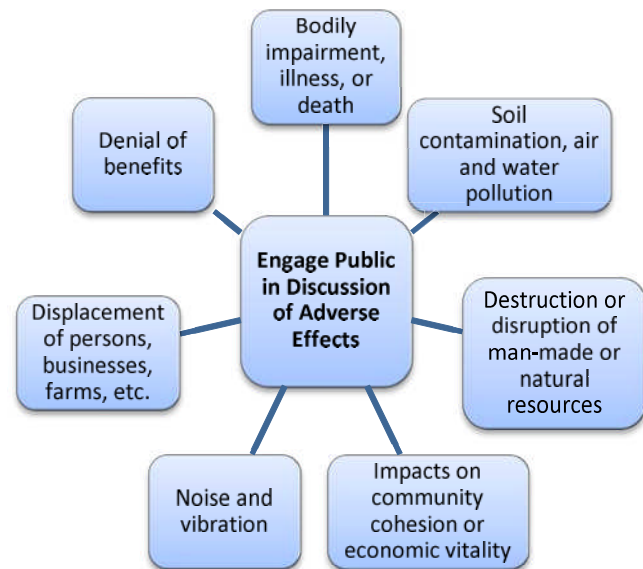 Bodily
impairment,
illness, or
death
Soil
contamination, air
and water
pollution
Denial of
benefits
Engage Public
in Discussion
of Adverse
Effects
Destruction or
disruption of
man-made or
natural
resources
Displacement
of persons,
businesses,
farms, etc.
Noise and
vibration
Impacts on
community
cohesion or
economic vitality